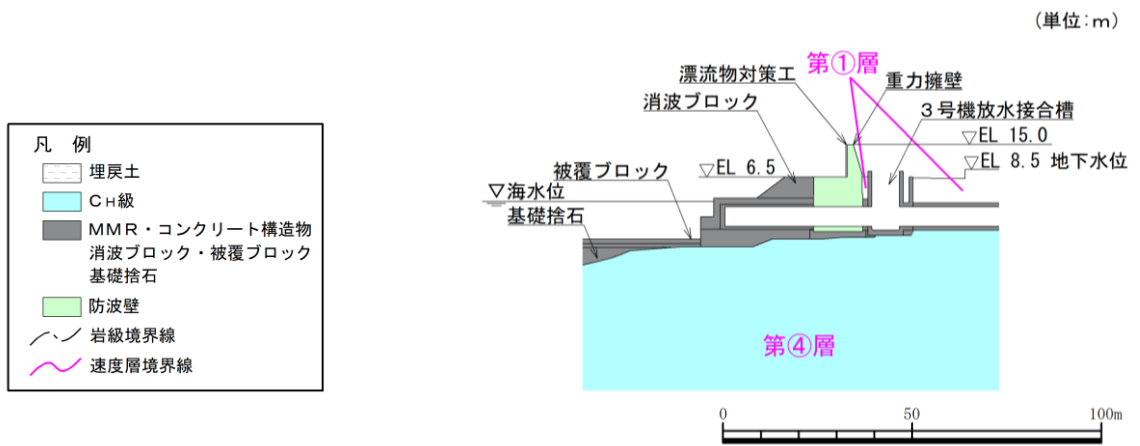 (単位:m)
第①層
漂流物対策工
重力擁壁
消波ブロック
3号機放水接合槽
▽EL 15.0
▽EL 8.5 地下水位
被覆ブロック
▽EL 6.5
▽海水位
基礎捨石
第④層
凡 例
埋戻土
CH級
MMR・コンクリート構造物
消波ブロック・被覆ブロック
基礎捨石
防波壁
岩級境界線
速度層境界線
0 50 100m